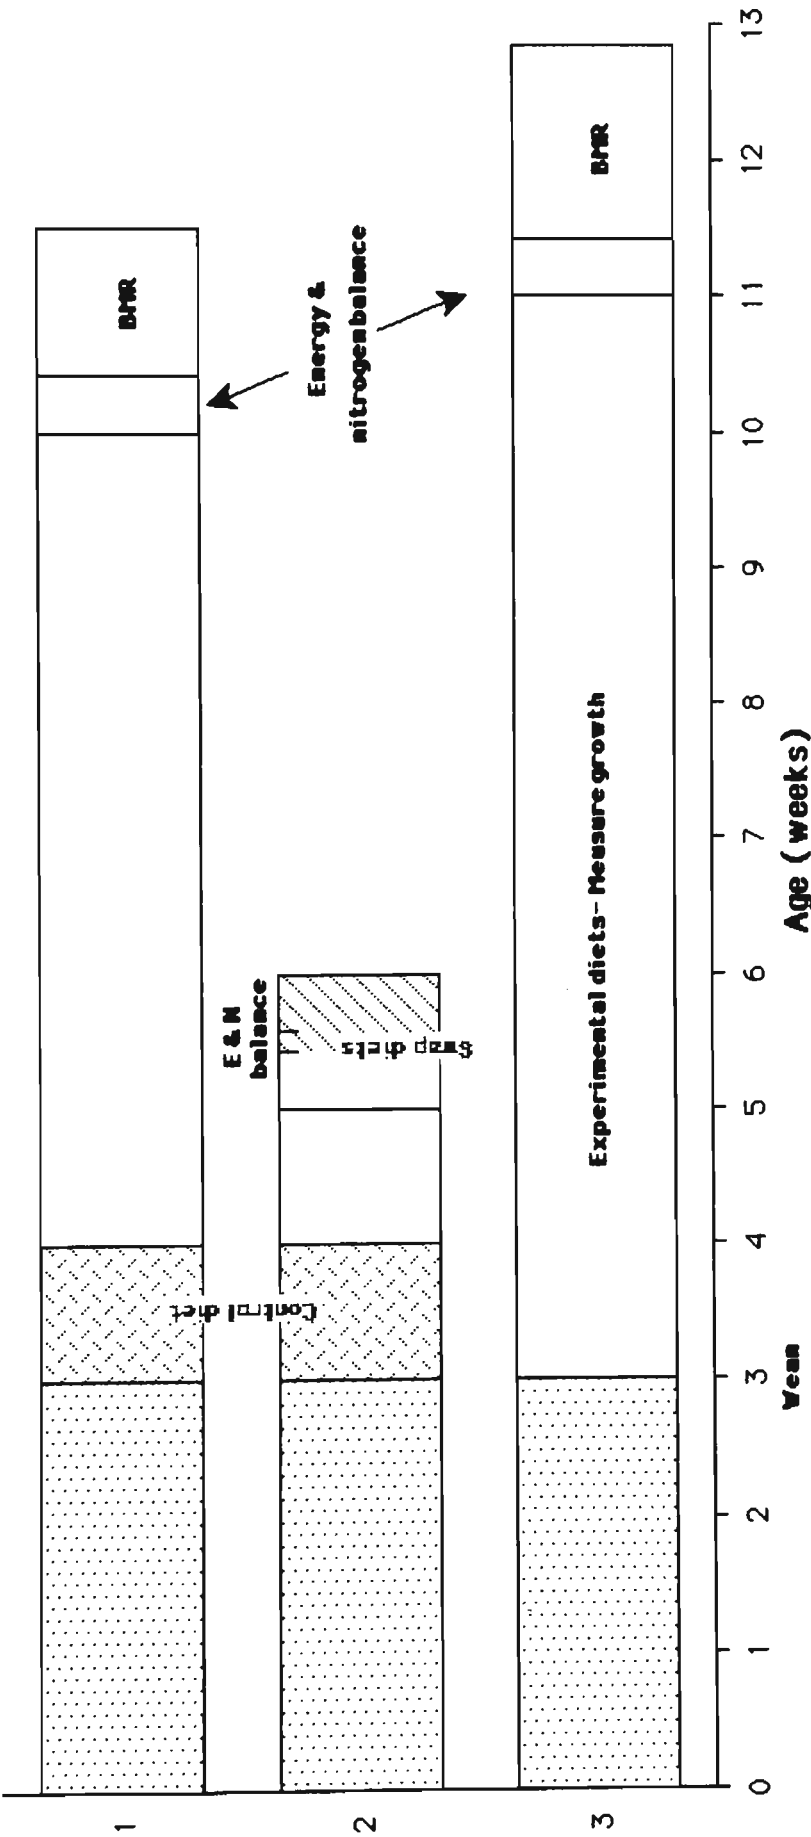 1
BMR
Energy &
nitrogen balance
Control diet
E & N
balance
2
Swap diets
3
Experimental diets- Measure growth
BMR
0 1 2 3 4 5 6 7 8 9 10 11 12 13
Wean
Age (weeks)